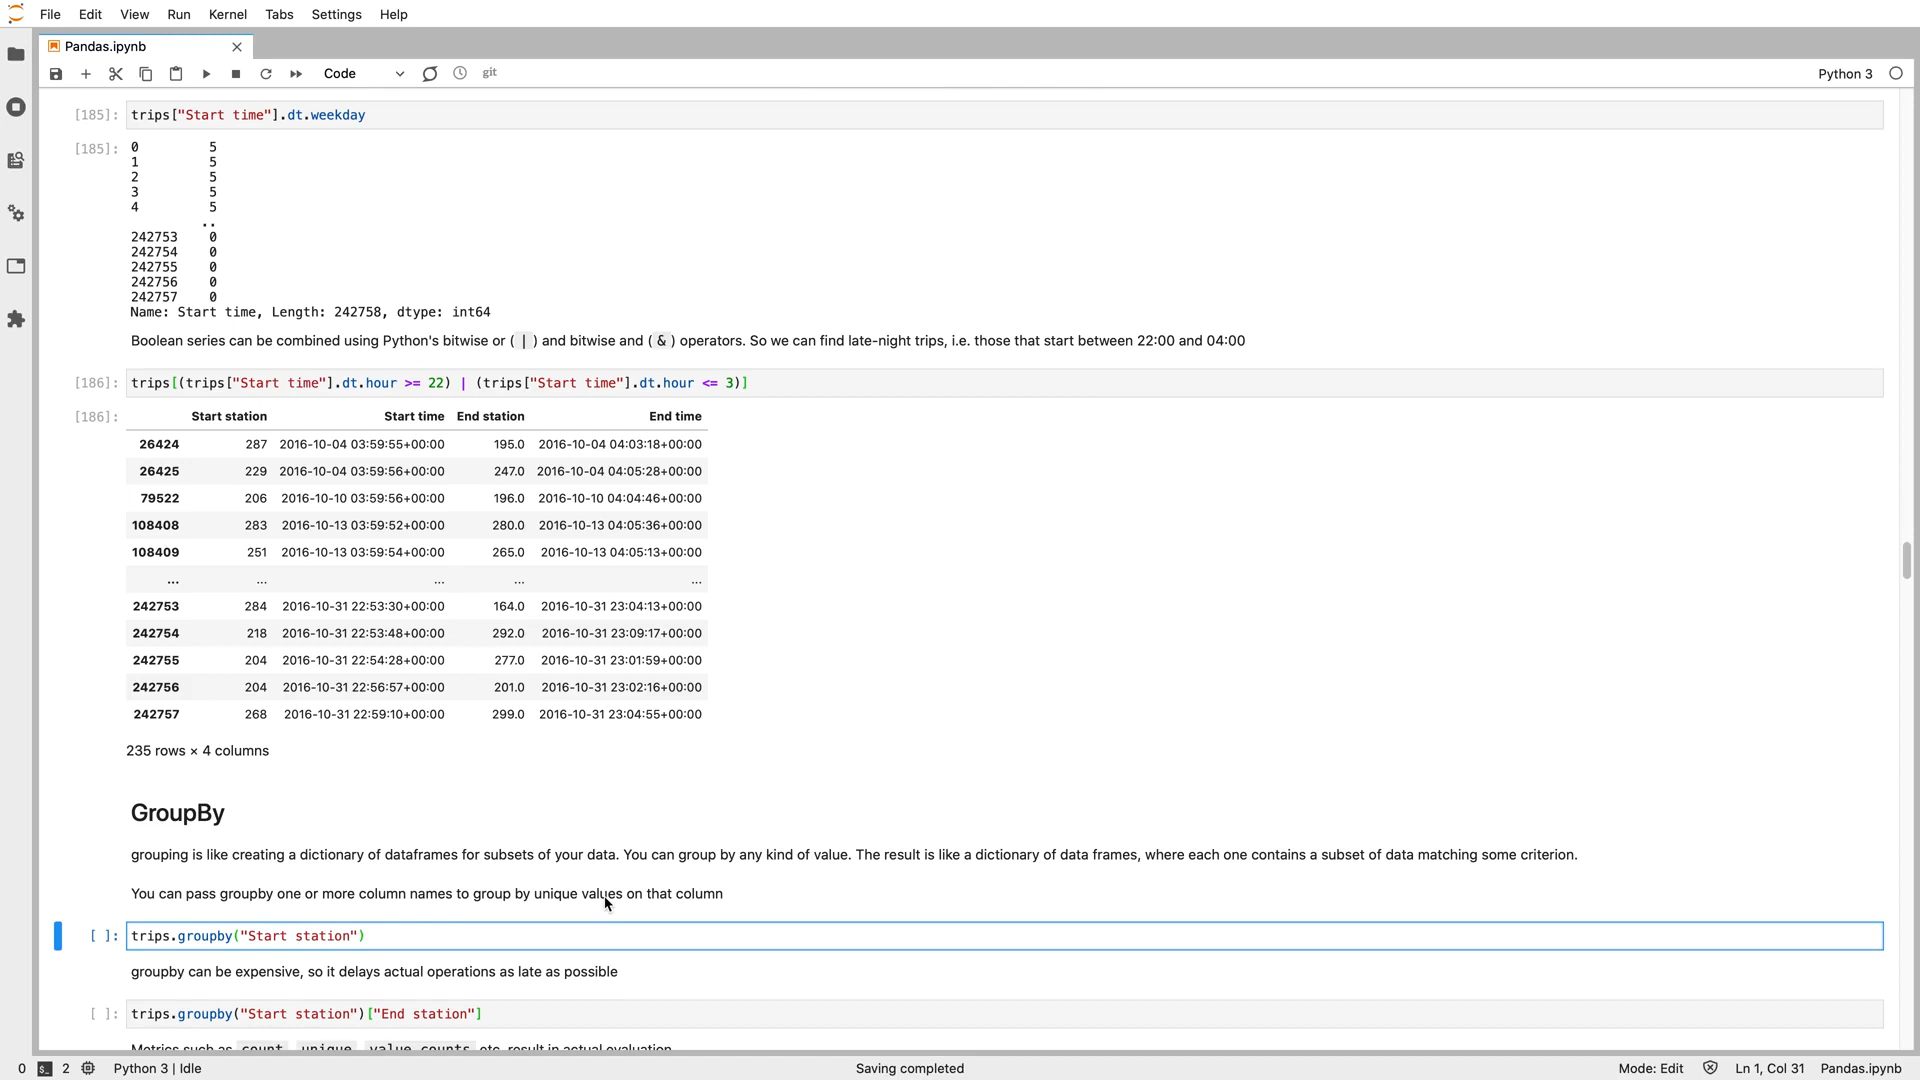 File Edit View Run Kernel Tabs Settings Help
Pandas.ipynb
Code git Python 3
[185]: trips["Start time"].dt.weekday
[185]: 0 5
1 5
2 5
3 5
4 5
..
242753 0
242754 0
242755 0
242756 0
242757 0
Name: Start time, Length: 242758, dtype: int64
Boolean series can be combined using Python's bitwise or ( | ) and bitwise and ( & ) operators. So we can find late-night trips, i.e. those that start between 22:00 and 04:00
[186]: trips[(trips["Start time"].dt.hour >= 22) | (trips["Start time"].dt.hour <= 3)]
[186]: Start station Start time End station End time
26424 287 2016-10-04 03:59:55+00:00 195.0 2016-10-04 04:03:18+00:00
26425 229 2016-10-04 03:59:56+00:00 247.0 2016-10-04 04:05:28+00:00
79522 206 2016-10-10 03:59:56+00:00 196.0 2016-10-10 04:04:46+00:00
108408 283 2016-10-13 03:59:52+00:00 280.0 2016-10-13 04:05:36+00:00
108409 251 2016-10-13 03:59:54+00:00 265.0 2016-10-13 04:05:13+00:00
... ... ... ... ...
242753 284 2016-10-31 22:53:30+00:00 164.0 2016-10-31 23:04:13+00:00
242754 218 2016-10-31 22:53:48+00:00 292.0 2016-10-31 23:09:17+00:00
242755 204 2016-10-31 22:54:28+00:00 277.0 2016-10-31 23:01:59+00:00
242756 204 2016-10-31 22:56:57+00:00 201.0 2016-10-31 23:02:16+00:00
242757 268 2016-10-31 22:59:10+00:00 299.0 2016-10-31 23:04:55+00:00
235 rows × 4 columns
GroupBy
grouping is like creating a dictionary of dataframes for subsets of your data. You can group by any kind of value. The result is like a dictionary of data frames, where each one contains a subset of data matching some criterion.
You can pass groupby one or more column names to group by unique values on that column
[ ]: trips.groupby("Start station")
groupby can be expensive, so it delays actual operations as late as possible
[ ]: trips.groupby("Start station")["End station"]
Metrics such as count, unique, value_counts etc. result in actual evaluation
0 2 Python 3 | Idle Saving completed Mode: Edit Ln 1, Col 31 Pandas.ipynb